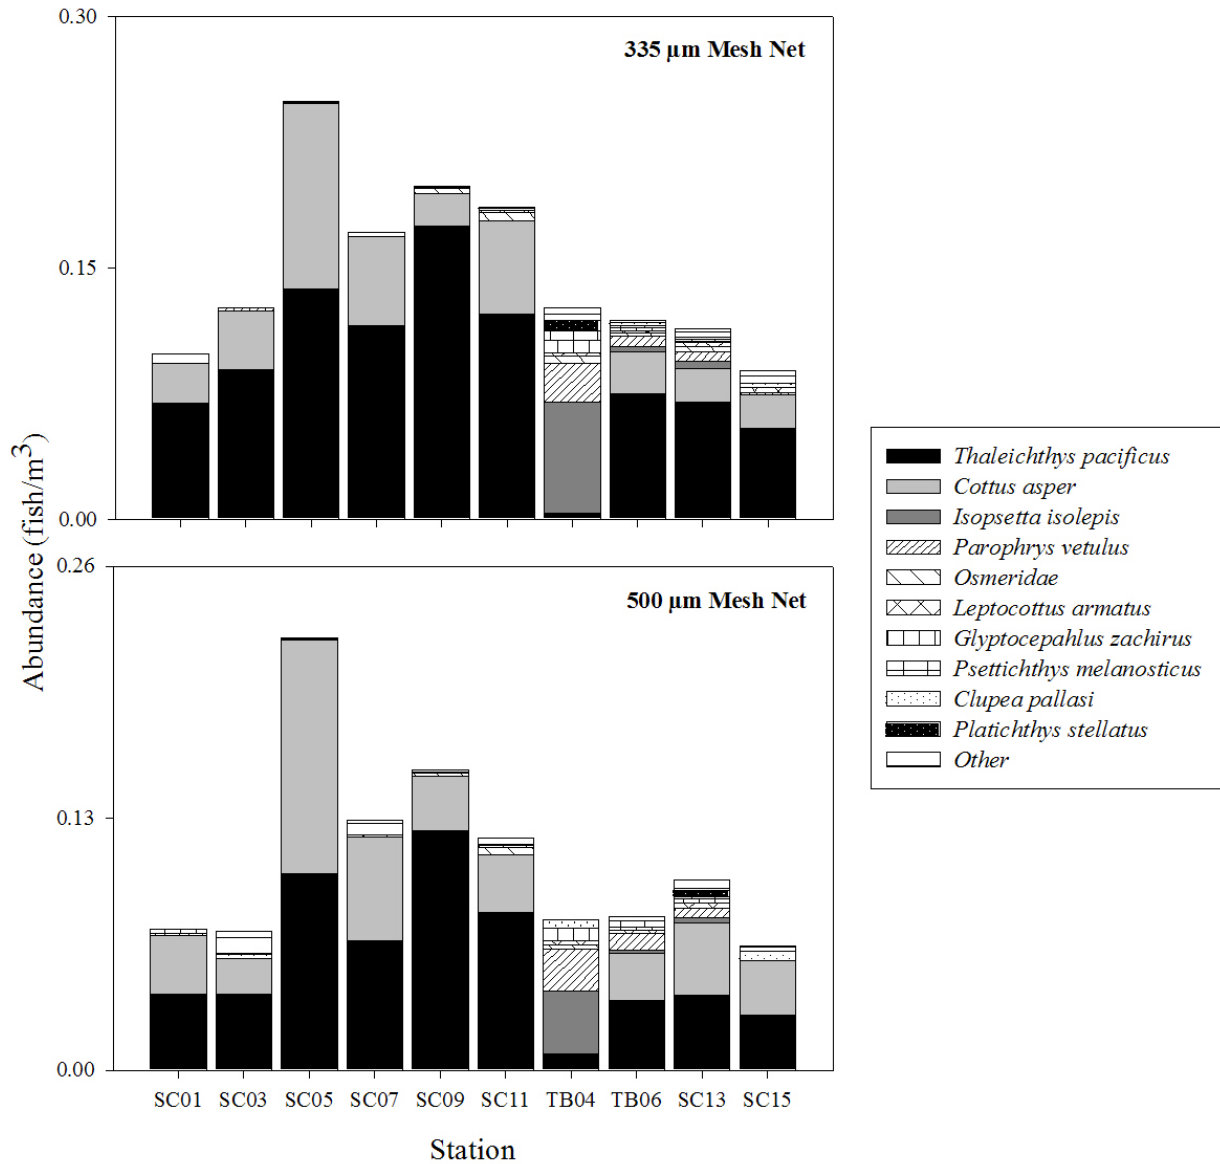 0.30
335 µm Mesh Net
0.15
0.00
Abundance (fish/m³)
0.26
500 µm Mesh Net
0.13
0.00
SC01 SC03 SC05 SC07 SC09 SC11 TB04 TB06 SC13 SC15
Station
Thaleichthys pacificus
Cottus asper
Isopsetta isolepis
Parophrys vetulus
Osmeridae
Leptocottus armatus
Glyptocepahlus zachirus
Psettichthys melanosticus
Clupea pallasi
Platichthys stellatus
Other